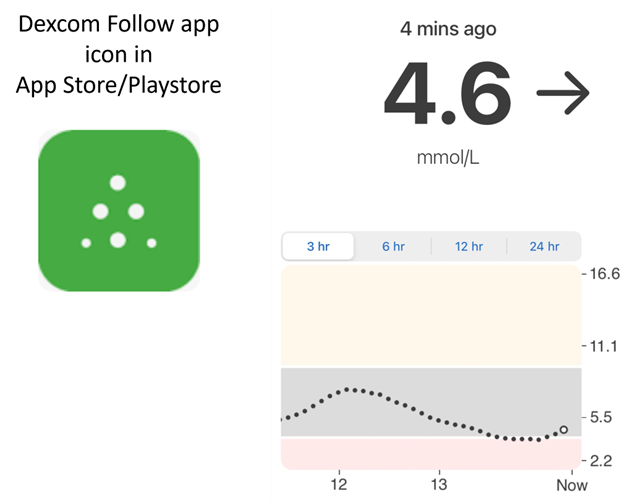 Dexcom Follow app
icon in
App Store/Playstore
4 mins ago
4.6
mmol/L
3 hr 6 hr 12 hr 24 hr
16.6
11.1
5.5
2.2
12 13 Now